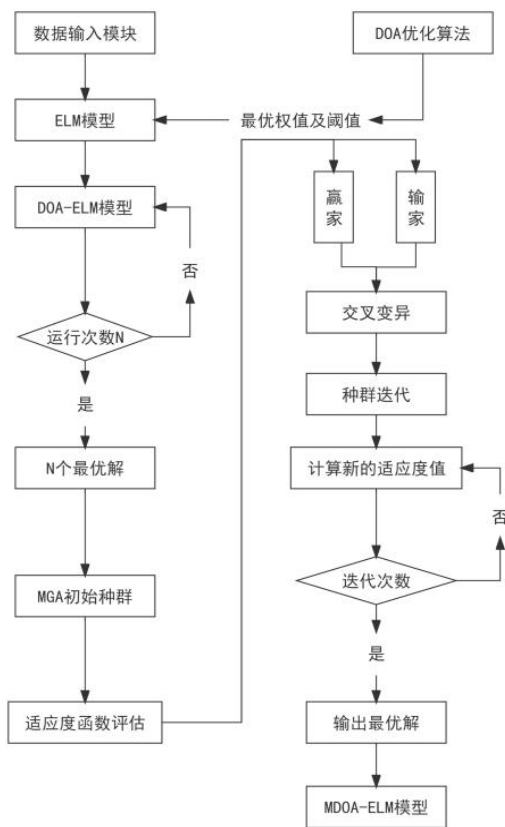 数据输入模块
DOA优化算法
ELM模型
最优权值及阈值
DOA-ELM模型
否
运行次数N
是
N个最优解
MGA初始种群
适应度函数评估
赢家
输家
交叉变异
种群迭代
计算新的适应度值
否
迭代次数
是
输出最优解
MDOA-ELM模型